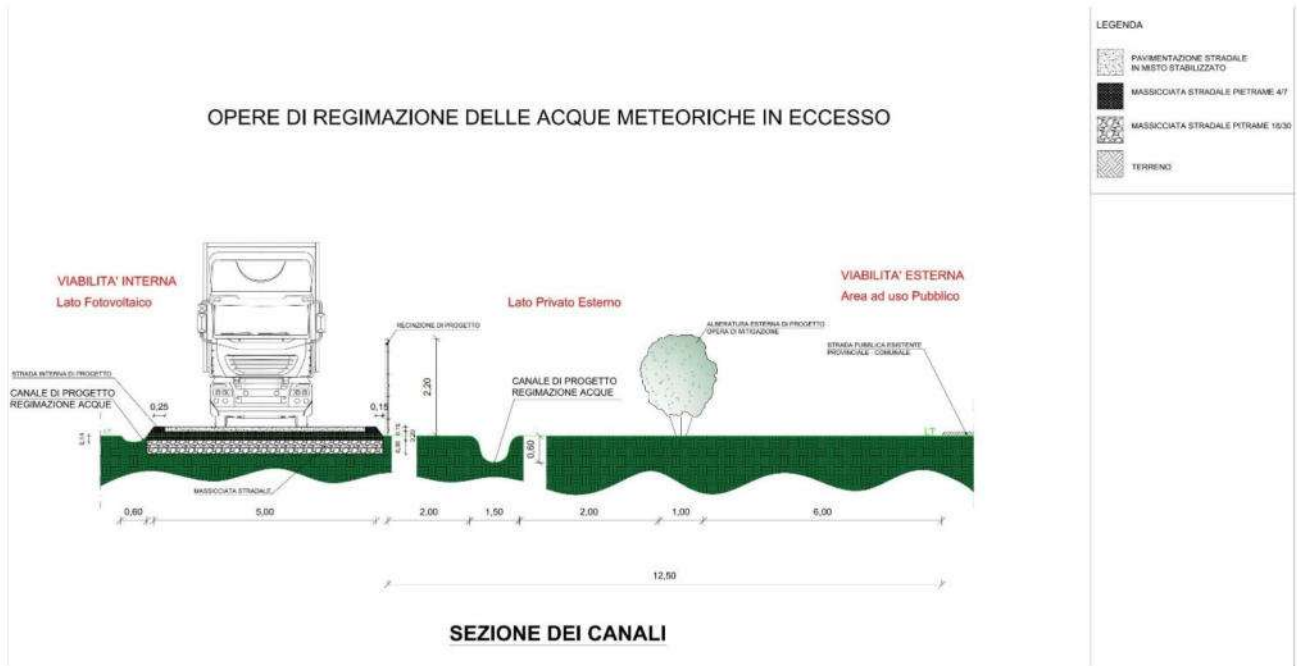 OPERE DI REGIMAZIONE DELLE ACQUE METEORICHE IN ECCESSO
LEGENDA
PAVIMENTAZIONE STRADALE
IN MISTO STABILIZZATO
MASSICCIATA STRADALE PIETRAME 4/7
MASSICCIATA STRADALE PITRAME 15/30
TERRENO
VIABILITA' INTERNA
Lato Fotovoltaico
Lato Privato Esterno
VIABILITA' ESTERNA
Area ad uso Pubblico
RECINZIONE DI PROGETTO
ALBERATURA ESTERNA DI PROGETTO
OPERA DI MITIGAZIONE
STRADA PUBBLICA ESISTENTE
PROVINCIALE - COMUNALE
STRADA INTERNA DI PROGETTO
CANALE DI PROGETTO
REGIMAZIONE ACQUE
CANALE DI PROGETTO
REGIMAZIONE ACQUE
0,25
0,15
2,20
0,60
LT
MASSICCIATA STRADALE
0,60
5,00
2,00
1,50
2,00
1,00
6,00
12,50
SEZIONE DEI CANALI